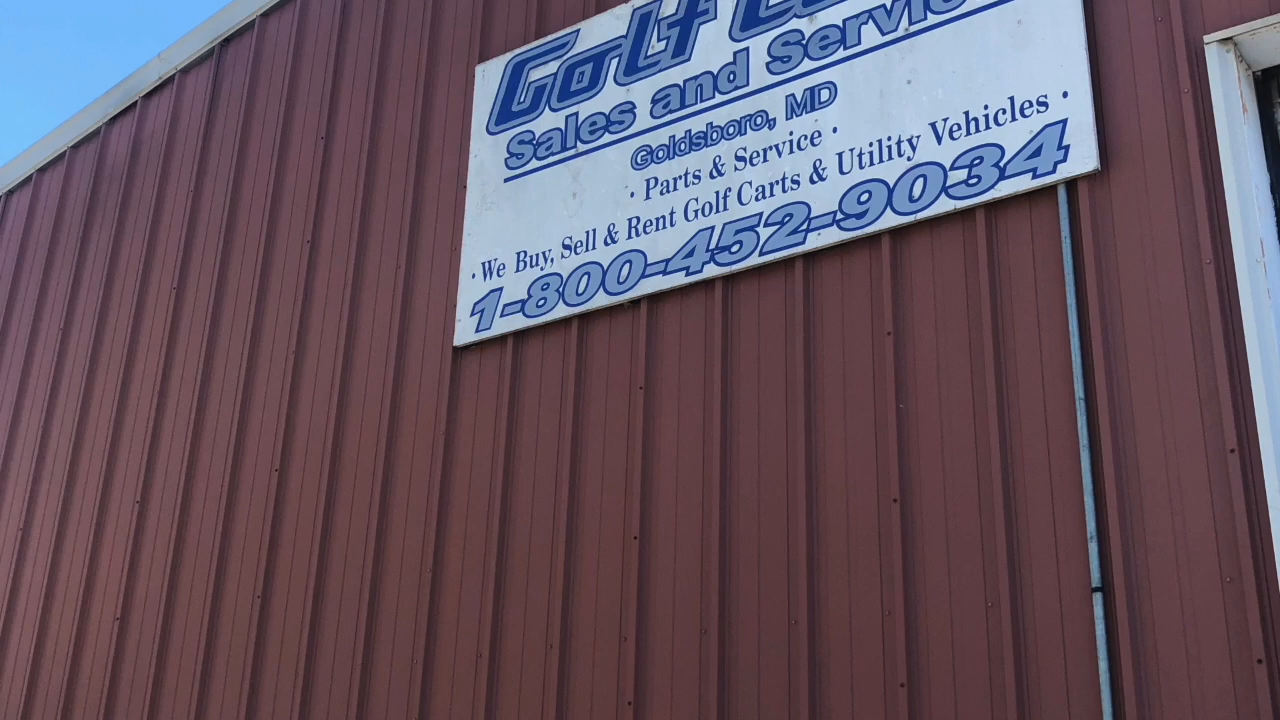 Golf
Sales and Service
Goldsboro, MD
· Parts & Service ·
· We Buy, Sell & Rent Golf Carts & Utility Vehicles ·
1-800-452-9034